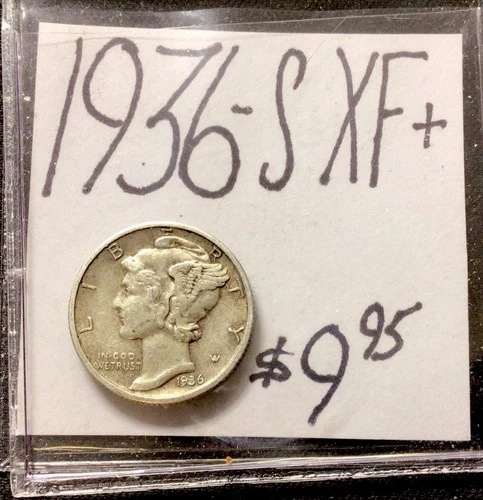 1936-S XF+
LIBERTY
IN GOD
WE TRUST
1936
W
$9.95